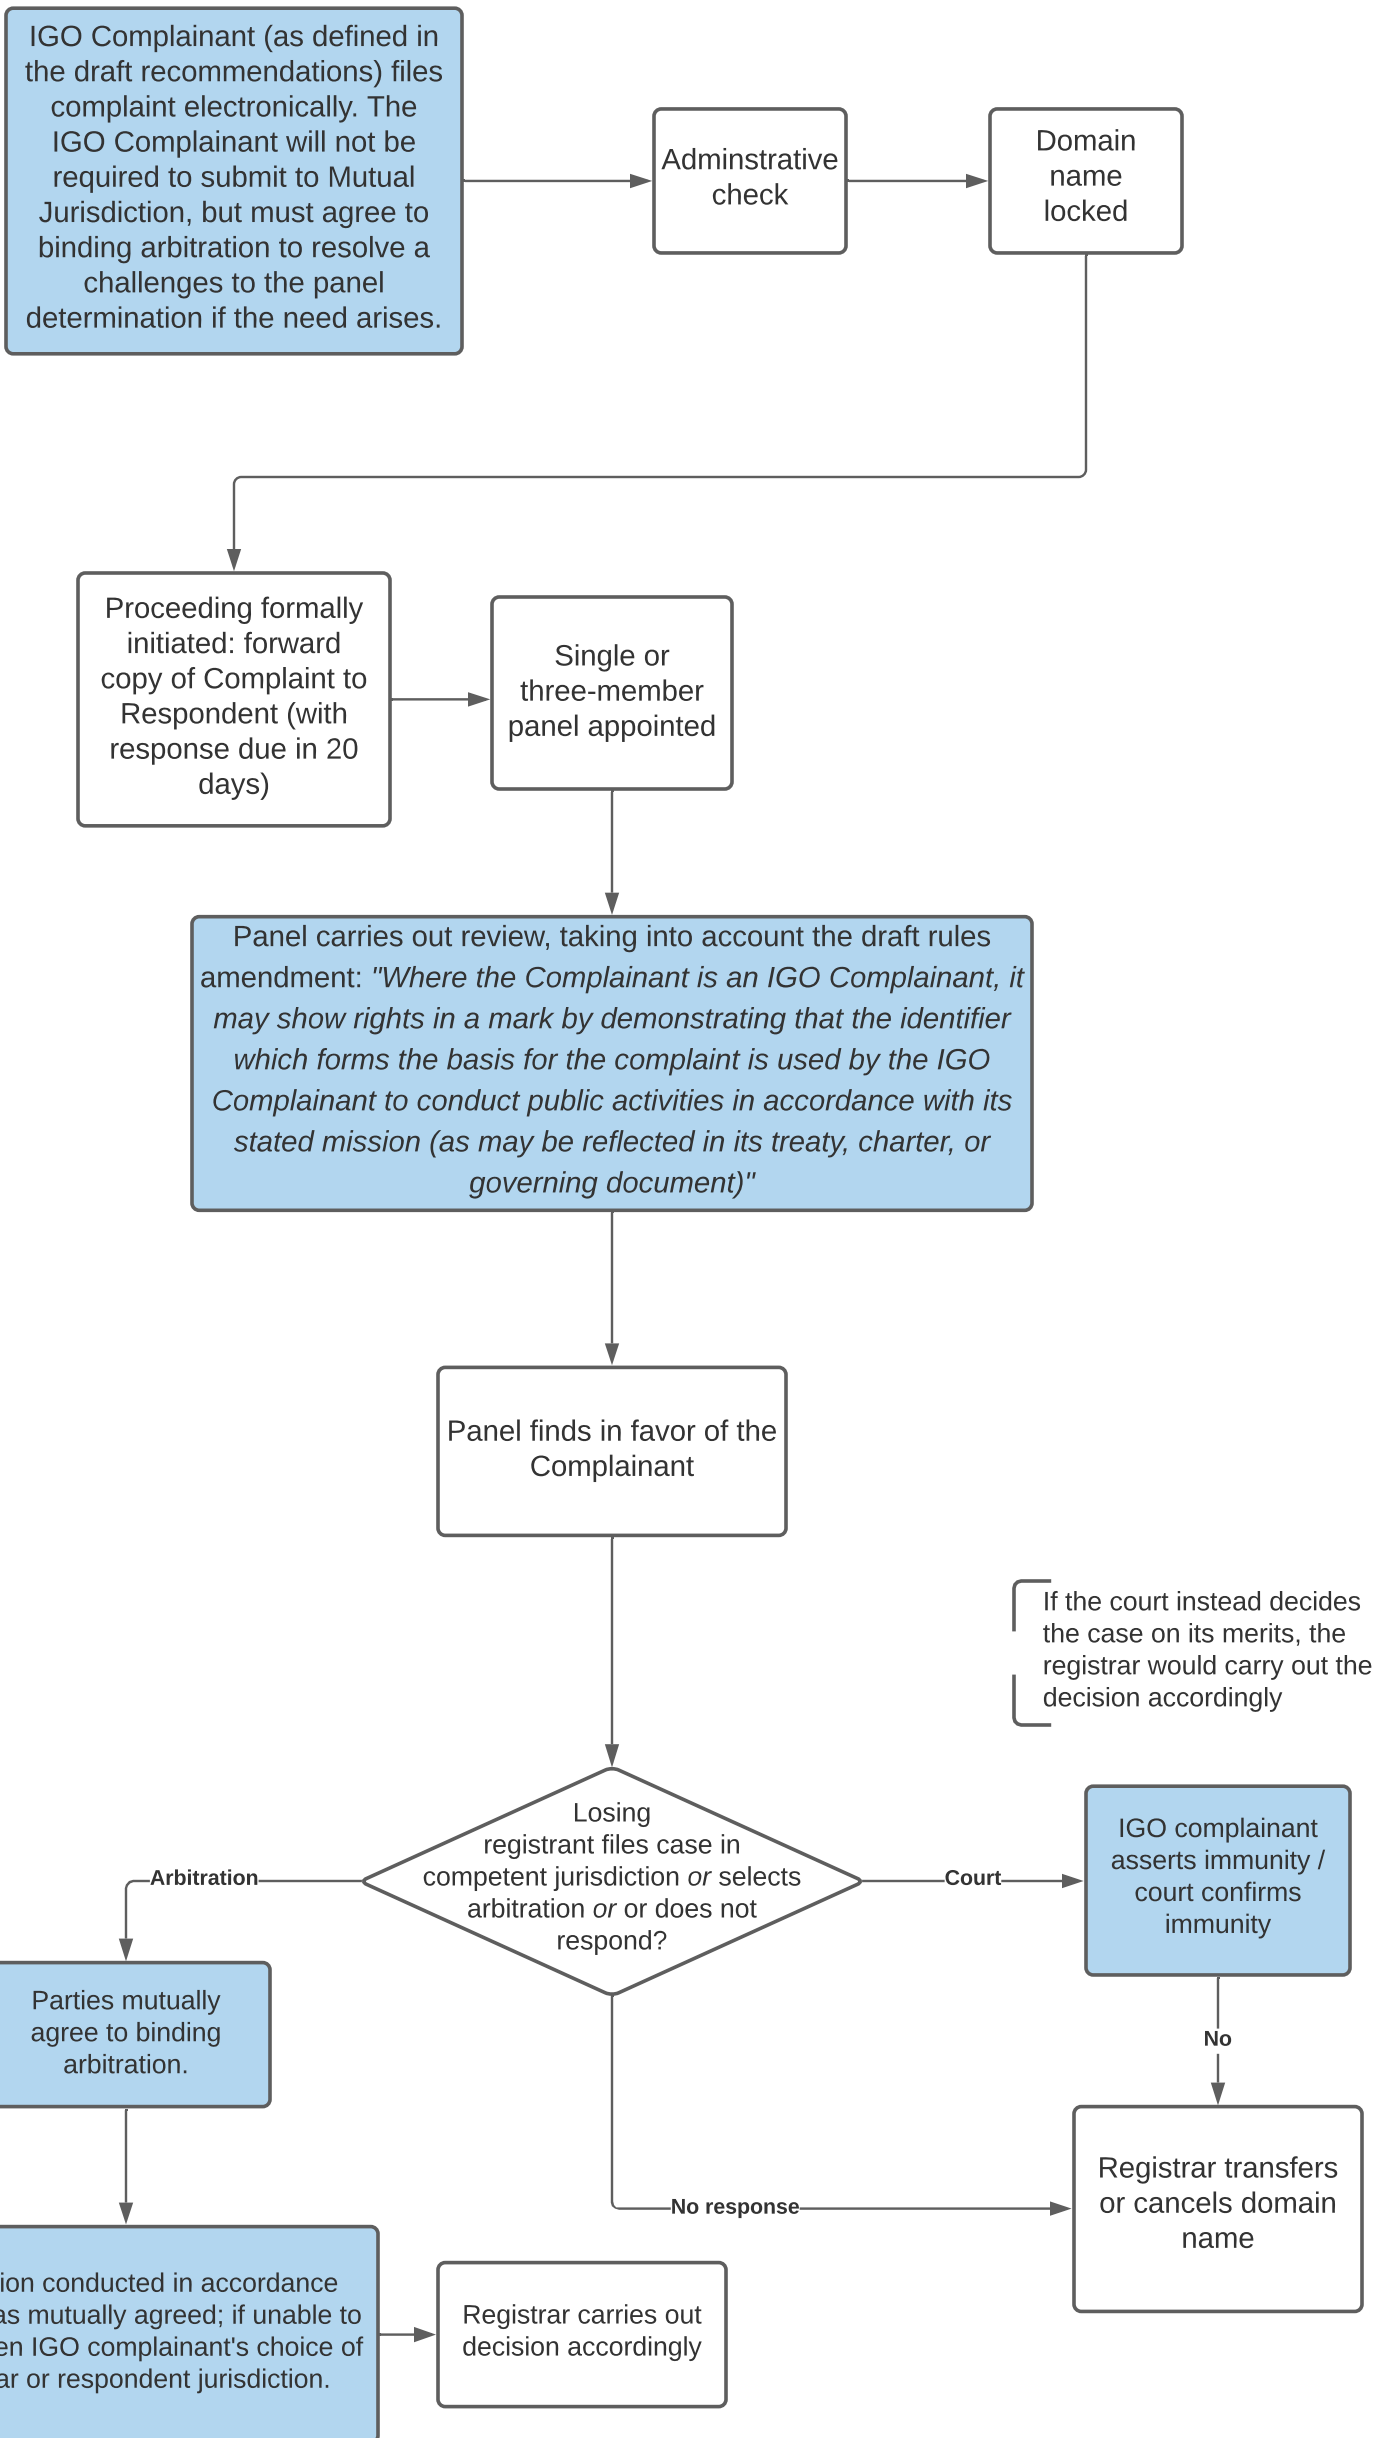 IGO Complainant (as defined in
the draft recommendations) files
complaint electronically. The
IGO Complainant will not be
required to submit to Mutual
Jurisdiction, but must agree to
binding arbitration to resolve a
challenges to the panel
determination if the need arises.
Adminstrative
check
Domain
name
locked
Proceeding formally
initiated: forward
copy of Complaint to
Respondent (with
response due in 20
days)
Single or
three-member
panel appointed
Panel carries out review, taking into account the draft rules
amendment: "Where the Complainant is an IGO Complainant, it
may show rights in a mark by demonstrating that the identifier
which forms the basis for the complaint is used by the IGO
Complainant to conduct public activities in accordance with its
stated mission (as may be reflected in its treaty, charter, or
governing document)"
Panel finds in favor of the
Complainant
If the court instead decides
the case on its merits, the
registrar would carry out the
decision accordingly
Losing
registrant files case in
competent jurisdiction or selects
arbitration or or does not
respond?
Arbitration
Court
IGO complainant
asserts immunity /
court confirms
immunity
Parties mutually
agree to binding
arbitration.
No
No response
Registrar transfers
or cancels domain
name
conducted in accordance
as mutually agreed; if unable to
IGO complainant's choice of
or respondent jurisdiction.
Registrar carries out
decision accordingly